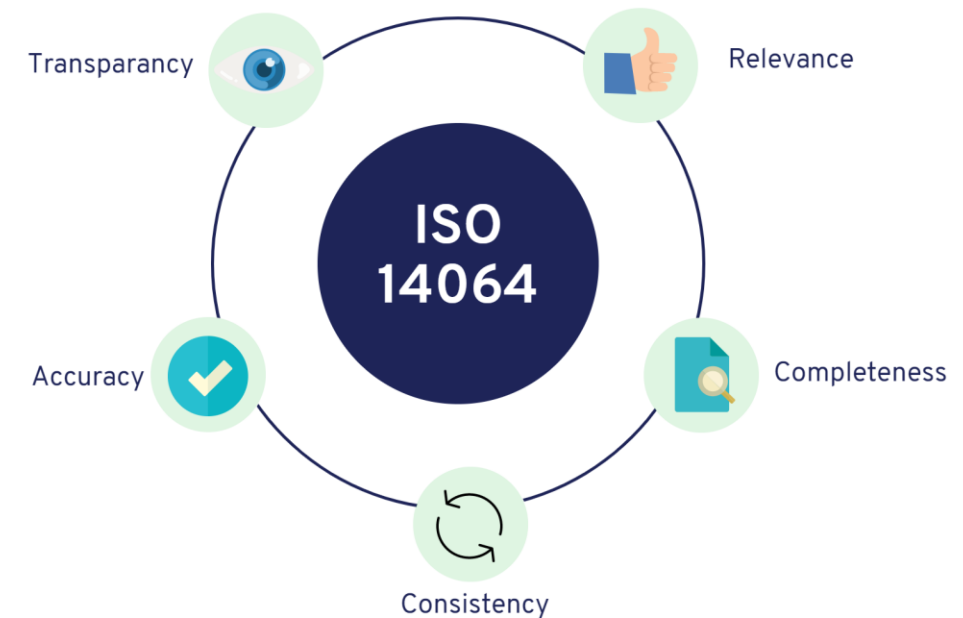 Transparancy
Relevance
ISO
14064
Accuracy
Completeness
Consistency